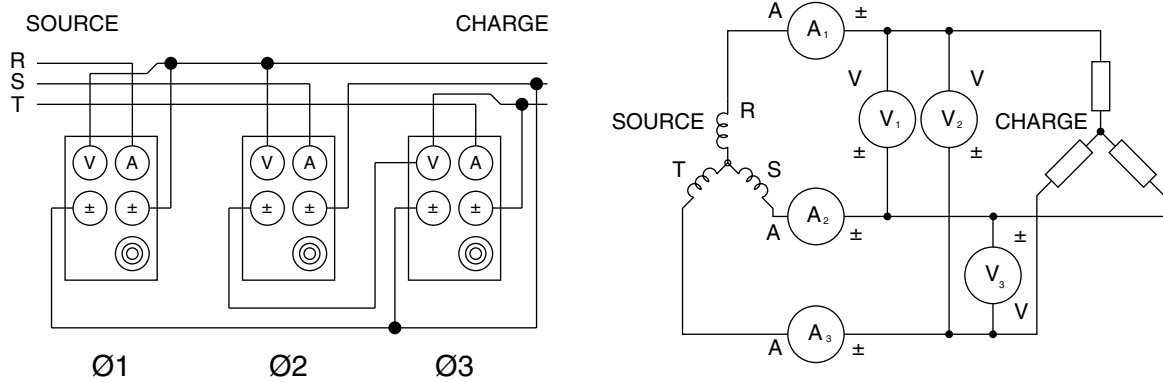 SOURCE CHARGE
R
S
T
V A V A V A
± ± ± ± ± ±
Ø1 Ø2 Ø3
A A₁ ±
V V
R
SOURCE V₁ V₂ CHARGE
± ±
T S
A A₂ ±
±
V₃
V
A A₃ ±